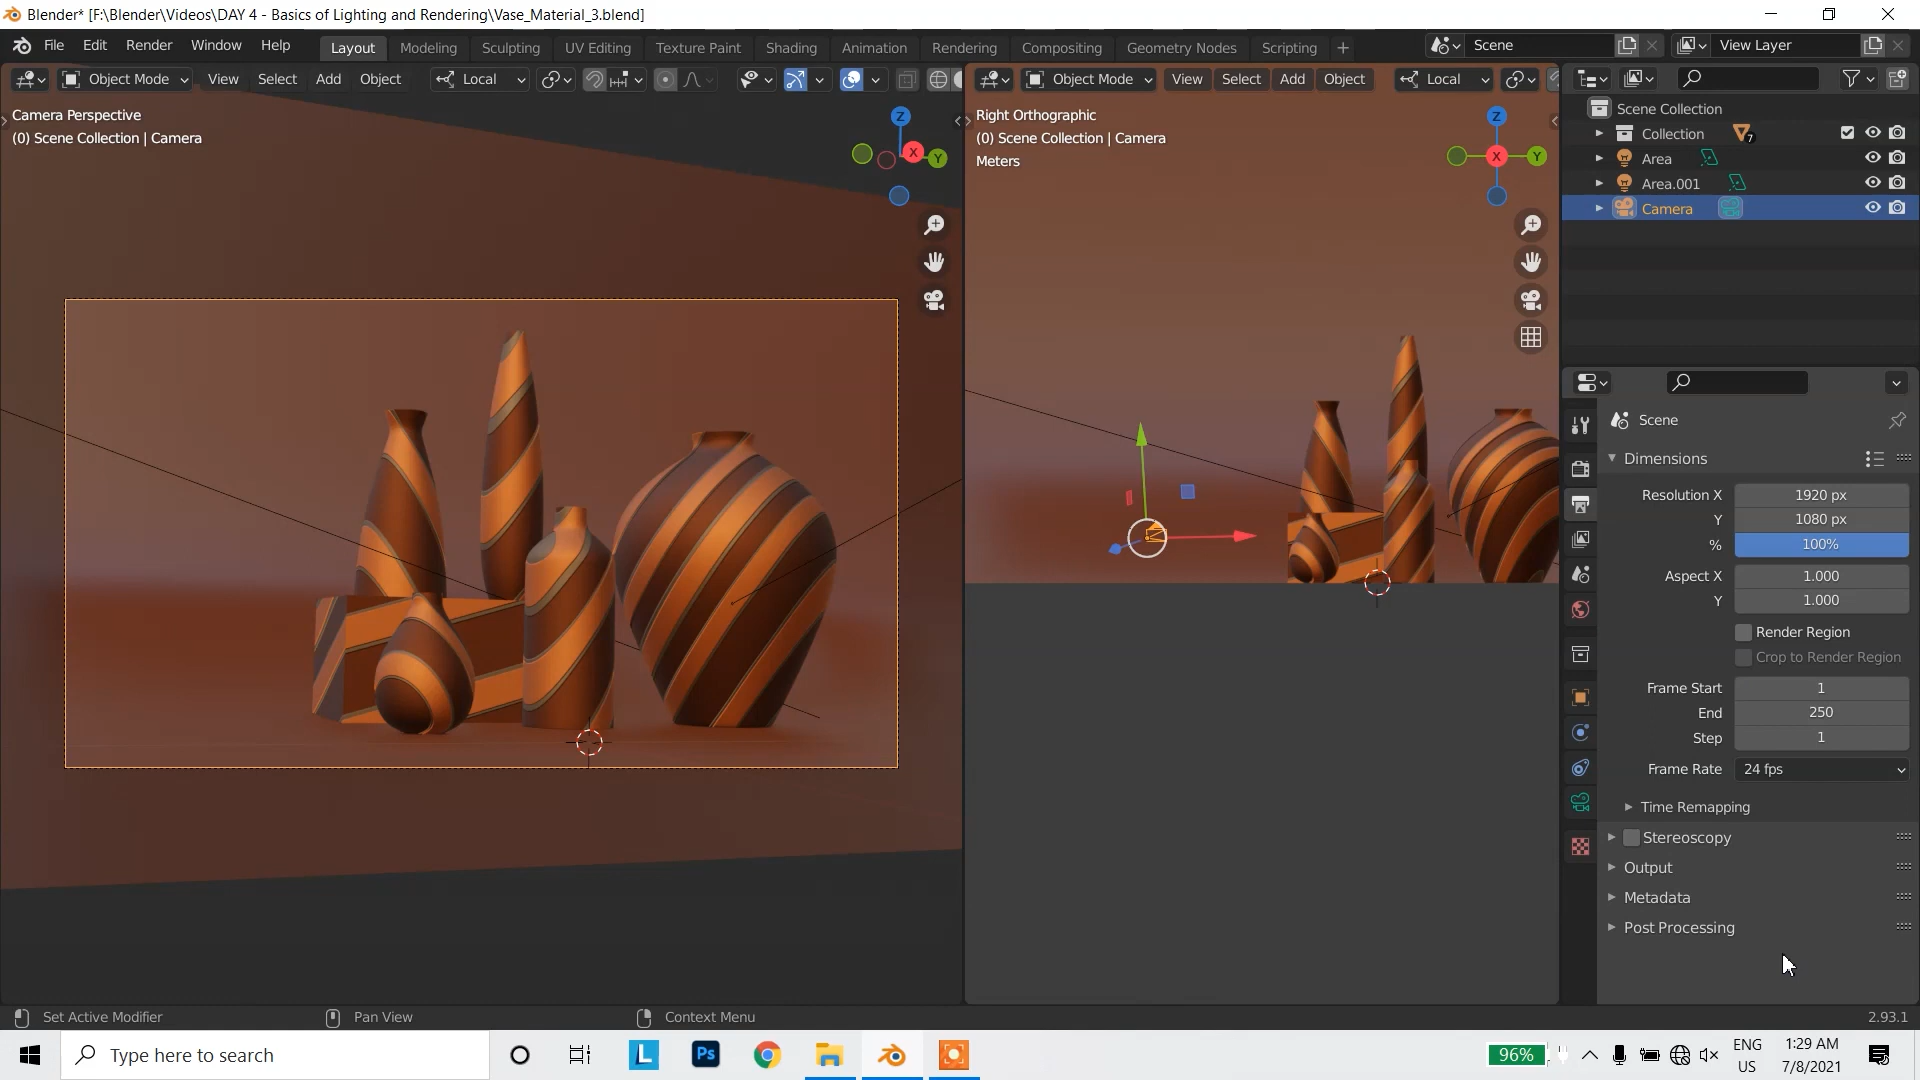 Blender* [F:\Blender\Videos\DAY 4 - Basics of Lighting and Rendering\Vase_Material_3.blend]
File Edit Render Window Help Layout Modeling Sculpting UV Editing Texture Paint Shading Animation Rendering Compositing Geometry Nodes Scripting + Scene View Layer
Object Mode View Select Add Object Local Object Mode View Select Add Object Local
Camera Perspective
(0) Scene Collection | Camera
Z
X
Y
Right Orthographic
(0) Scene Collection | Camera
Meters
Z
X
Y
Scene Collection
Collection 7
Area
Area.001
Camera
Scene
Dimensions
Resolution X 1920 px
Y 1080 px
% 100%
Aspect X 1.000
Y 1.000
Render Region
Crop to Render Region
Frame Start 1
End 250
Step 1
Frame Rate 24 fps
Time Remapping
Stereoscopy
Output
Metadata
Post Processing
Set Active Modifier Pan View Context Menu 2.93.1
Type here to search
L
Ps
96%
ENG
US
1:29 AM
7/8/2021